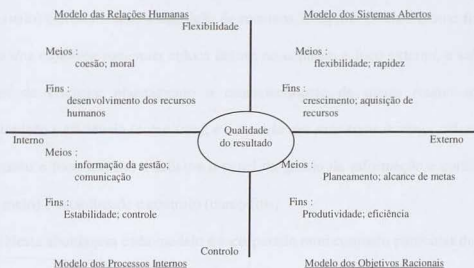 Modelo das Relações Humanas
Modelo dos Sistemas Abertos
Flexibilidade
Meios :
coesão; moral
Fins :
desenvolvimento dos recursos
humanos
Meios :
flexibilidade; rapidez
Fins :
crescimento; aquisição de
recursos
Interno
Qualidade
do resultado
Externo
Meios :
informação da gestão;
comunicação
Fins :
Estabilidade; controle
Meios :
Planeamento; alcance de metas
Fins :
Produtividade; eficiência
Controlo
Modelo dos Processos Internos
Modelo dos Objetivos Racionais